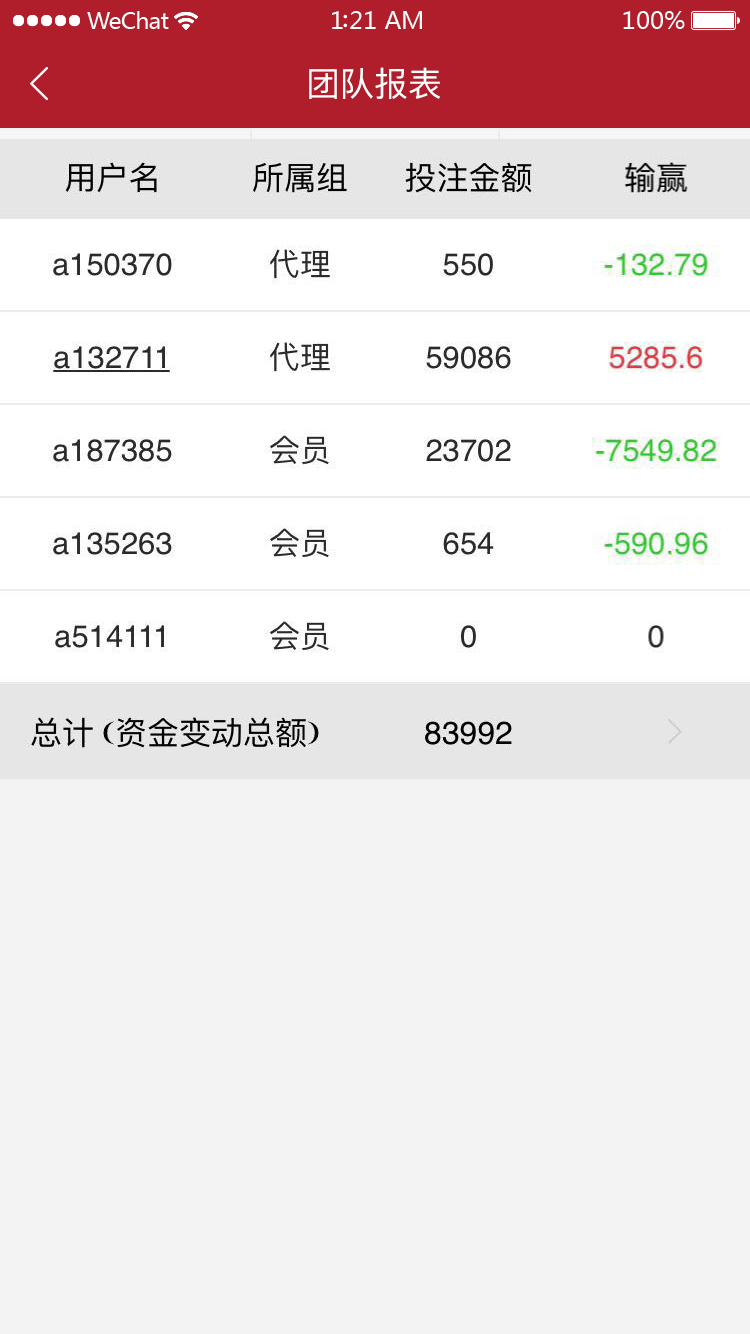 WeChat 1:21 AM 100%
团队报表
用户名 所属组 投注金额 输赢
a150370 代理 550 -132.79
a132711 代理 59086 5285.6
a187385 会员 23702 -7549.82
a135263 会员 654 -590.96
a514111 会员 0 0
总计 (资金变动总额) 83992